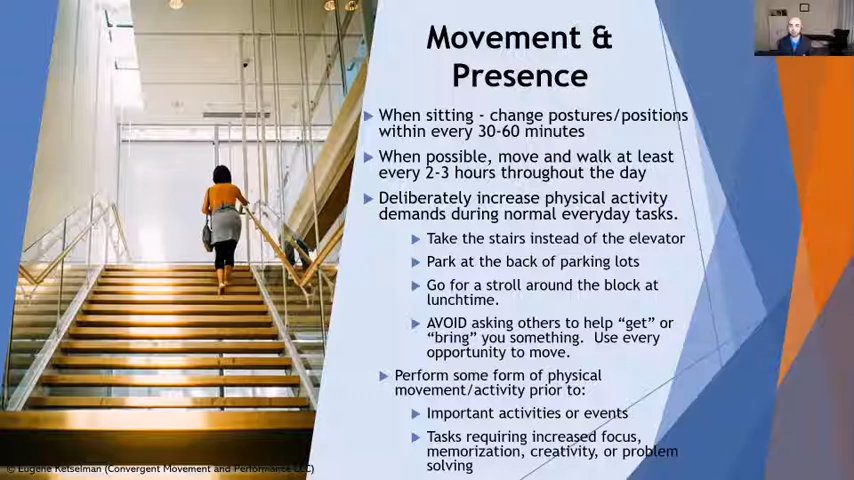 Movement &
Presence
When sitting - change postures/positions
within every 30-60 minutes
When possible, move and walk at least
every 2-3 hours throughout the day
Deliberately increase physical activity
demands during normal everyday tasks.
Take the stairs instead of the elevator
Park at the back of parking lots
Go for a stroll around the block at
lunchtime.
AVOID asking others to help “get” or
“bring” you something.  Use every
opportunity to move.
Perform some form of physical
movement/activity prior to:
Important activities or events
Tasks requiring increased focus,
memorization, creativity, or problem
solving
© Eugene Ketselman (Convergent Movement and Performance LLC)